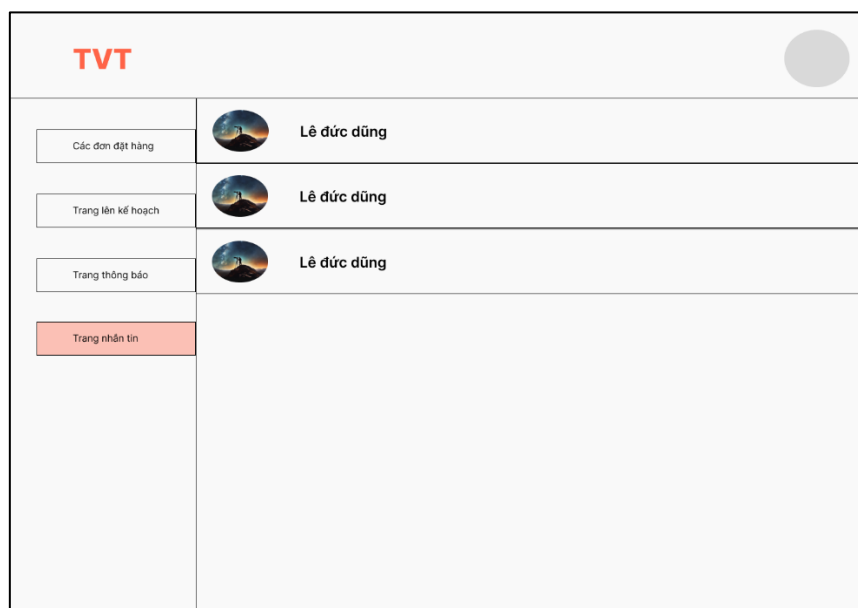 TVT
Các đơn đặt hàng
Trang lên kế hoạch
Trang thông báo
Trang nhắn tin
Lê đức dũng
Lê đức dũng
Lê đức dũng